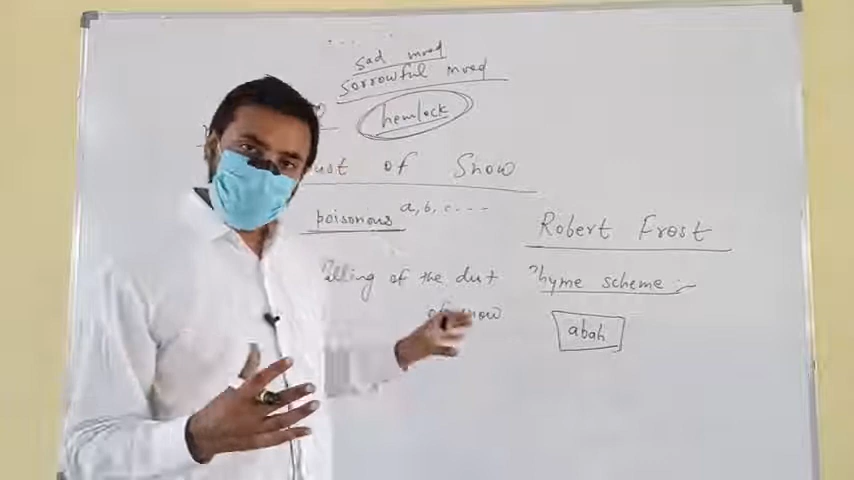 sad mood
sorrowful mood
hemlock
ust of Snow
poisonous a, b, c - - -
Robert Frost
falling of the dust
Rhyme scheme :-
of snow
abab